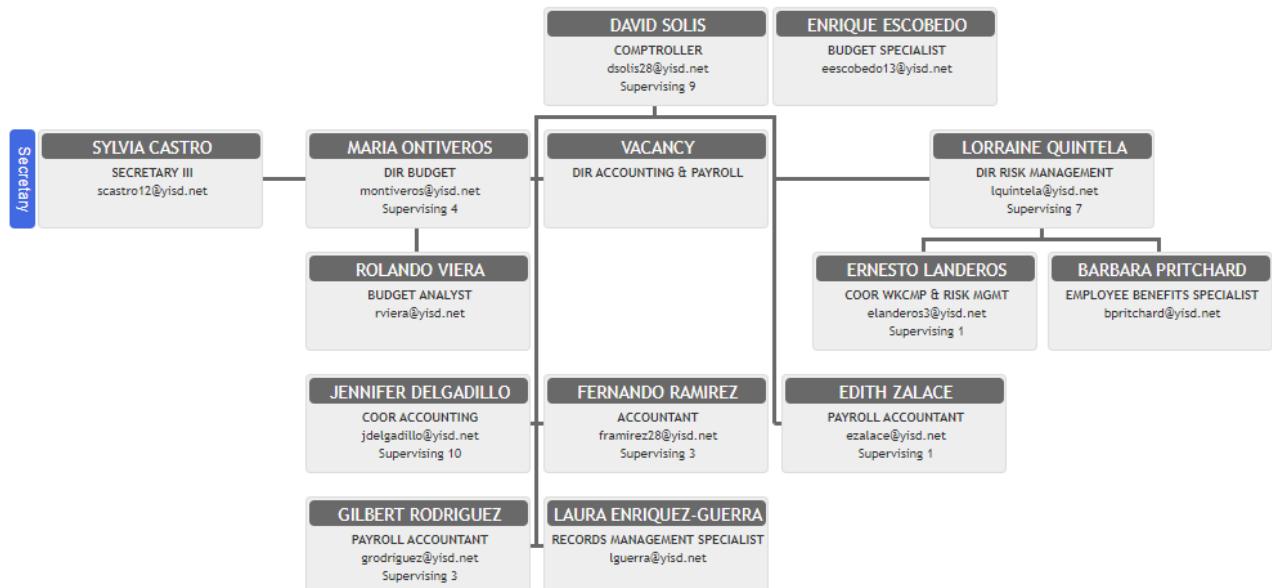 DAVID SOLIS
COMPTROLLER
dsolis28@yisd.net
Supervising 9
ENRIQUE ESCOBEDO
BUDGET SPECIALIST
eescobedo13@yisd.net
Secretary
SYLVIA CASTRO
SECRETARY III
scastro12@yisd.net
MARIA ONTIVEROS
DIR BUDGET
montiveros@yisd.net
Supervising 4
VACANCY
DIR ACCOUNTING & PAYROLL
LORRAINE QUINTELA
DIR RISK MANAGEMENT
lquintela@yisd.net
Supervising 7
ROLANDO VIERA
BUDGET ANALYST
rviera@yisd.net
ERNESTO LANDEROS
COOR WKCMP & RISK MGMT
elanderos3@yisd.net
Supervising 1
BARBARA PRITCHARD
EMPLOYEE BENEFITS SPECIALIST
bpritchard@yisd.net
JENNIFER DELGADILLO
COOR ACCOUNTING
jdelgadillo@yisd.net
Supervising 10
FERNANDO RAMIREZ
ACCOUNTANT
framirez28@yisd.net
Supervising 3
EDITH ZALACE
PAYROLL ACCOUNTANT
ezalace@yisd.net
Supervising 1
GILBERT RODRIGUEZ
PAYROLL ACCOUNTANT
grodriguez@yisd.net
Supervising 3
LAURA ENRIQUEZ-GUERRA
RECORDS MANAGEMENT SPECIALIST
lguerra@yisd.net